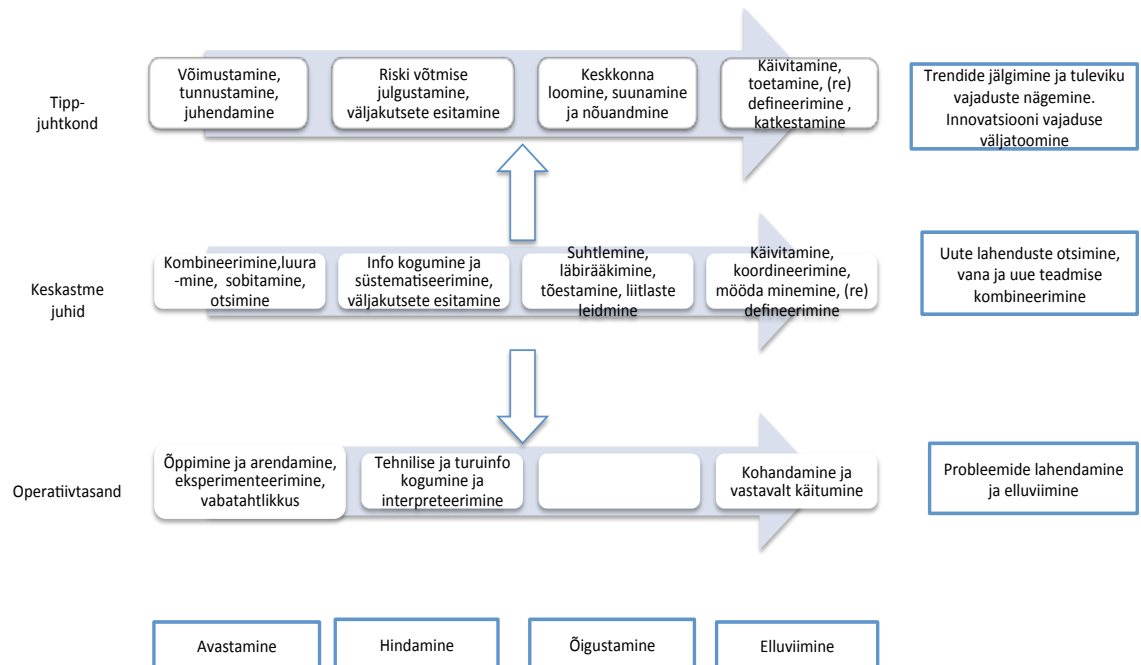 Tipp-
juhtkond
Võimustamine,
tunnustamine,
juhendamine
Riski võtmise
julgustamine,
väljakutsete esitamine
Keskkonna
loomine, suunamine
ja nõuandmine
Käivitamine,
toetamine, (re)
defineerimine ,
katkestamine
Trendide jälgimine ja tuleviku
vajaduste nägemine.
Innovatsiooni vajaduse
väljatoomine
Keskastme
juhid
Kombineerimine,luura
-mine, sobitamine,
otsimine
Info kogumine ja
süstematiseerimine,
väljakutsete esitamine
Suhtlemine,
läbirääkimine,
tõestamine, liitlaste
leidmine
Käivitamine,
koordineerimine,
mööda minemine, (re)
defineerimine
Uute lahenduste otsimine,
vana ja uue teadmise
kombineerimine
Operatiivtasand
Õppimine ja arendamine,
eksperimenteerimine,
vabatahtlikkus
Tehnilise ja turuinfo
kogumine ja
interpreteerimine
Kohandamine ja
vastavalt käitumine
Probleemide lahendamine
ja elluviimine
Avastamine
Hindamine
Õigustamine
Elluviimine